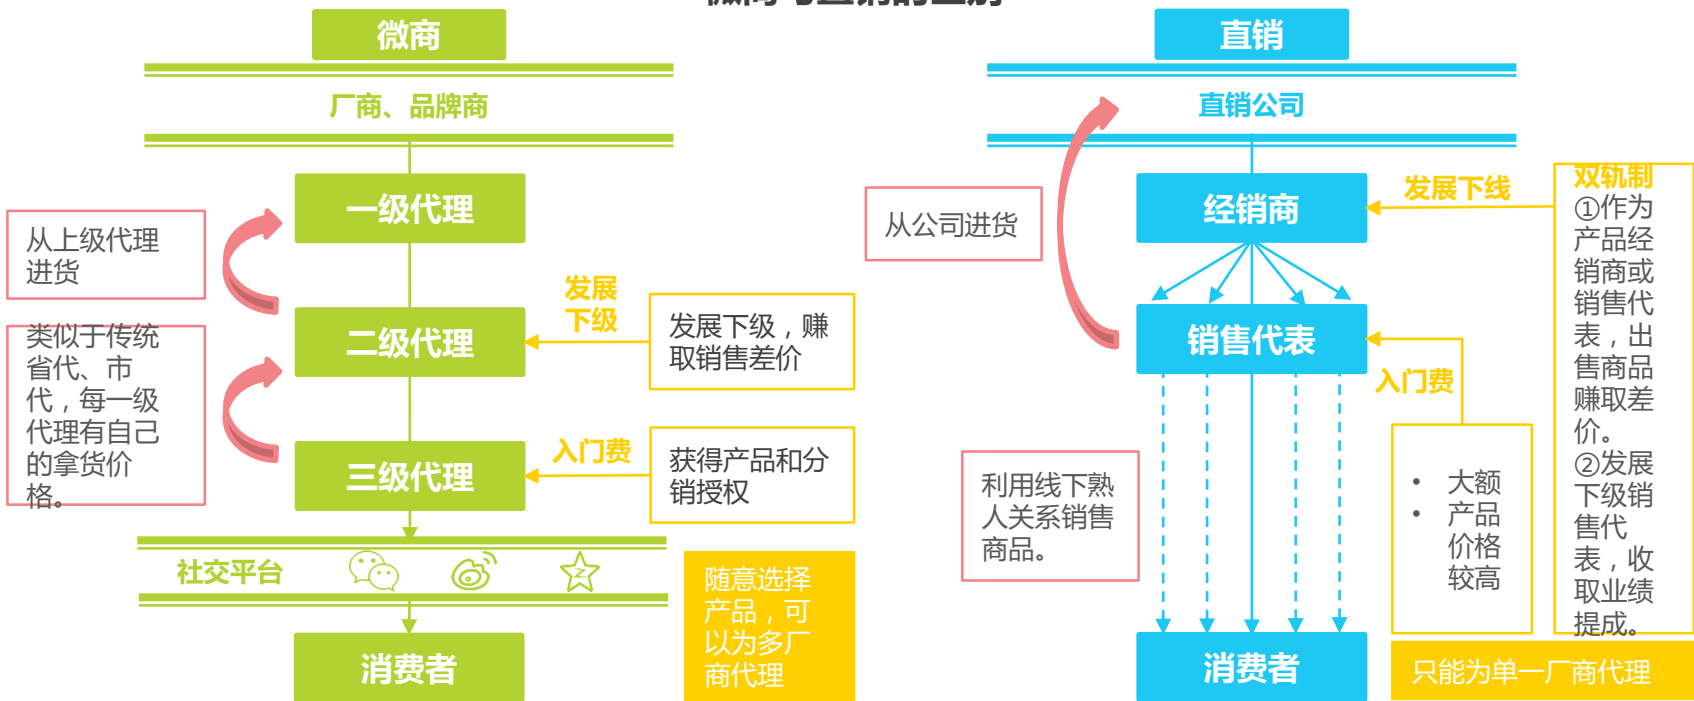 微商与直销的区别
微商
厂商、品牌商
一级代理
从上级代理
进货
类似于传统
省代、市
代，每一级
代理有自己
的拿货价
格。
发展
下级
二级代理
发展下级，赚
取销售差价
入门费
三级代理
获得产品和分
销授权
社交平台
消费者
随意选择
产品，可
以为多厂
商代理
直销
直销公司
从公司进货
经销商
发展下线
双轨制
①作为
产品经
销商或
销售代
表，出
售商品
赚取差
价。
②发展
下级销
售代
表，收
取业绩
提成。
销售代表
入门费
• 大额
• 产品
价格
较高
利用线下熟
人关系销售
商品。
消费者
只能为单一厂商代理